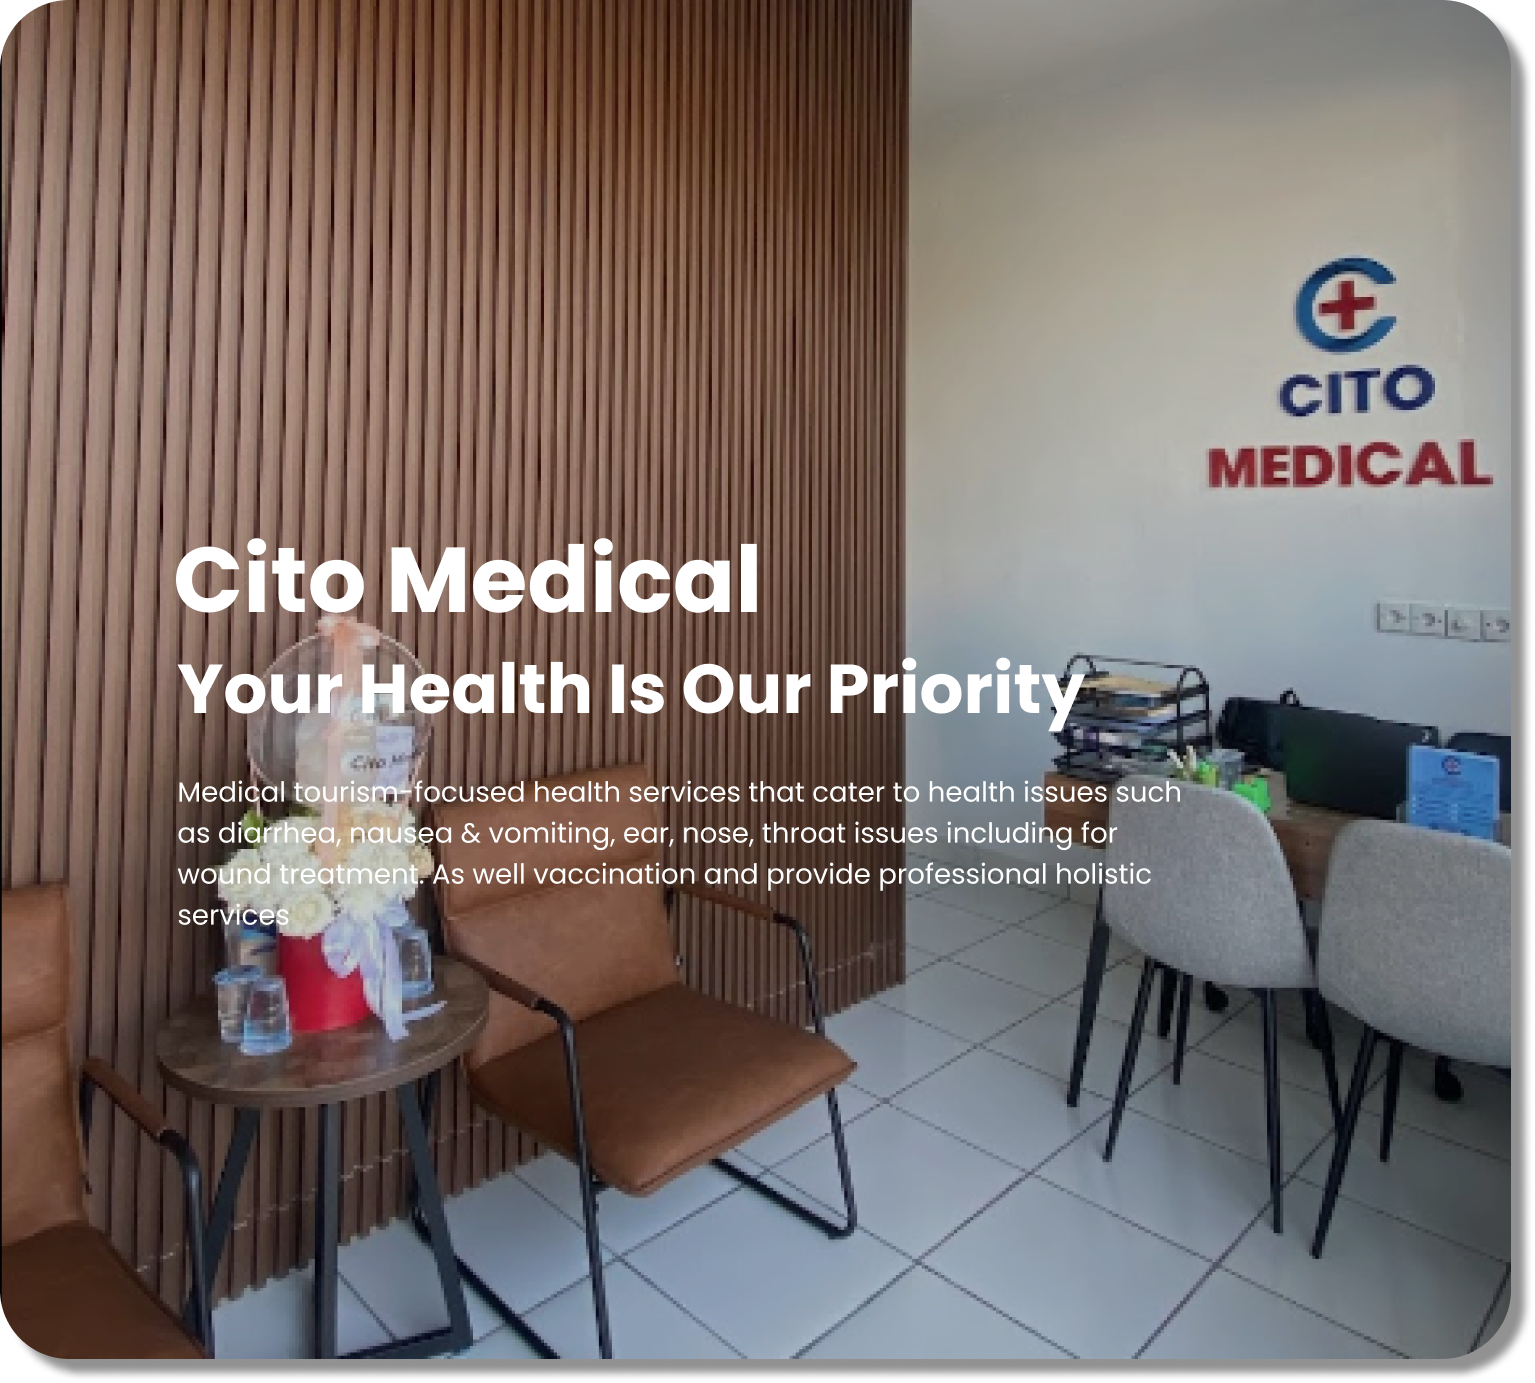 CITO
MEDICAL
Cito Medical
Your Health Is Our Priority
Medical tourism-focused health services that cater to health issues such
as diarrhea, nausea & vomiting, ear, nose, throat issues including for
wound treatment. As well vaccination and provide professional holistic
services